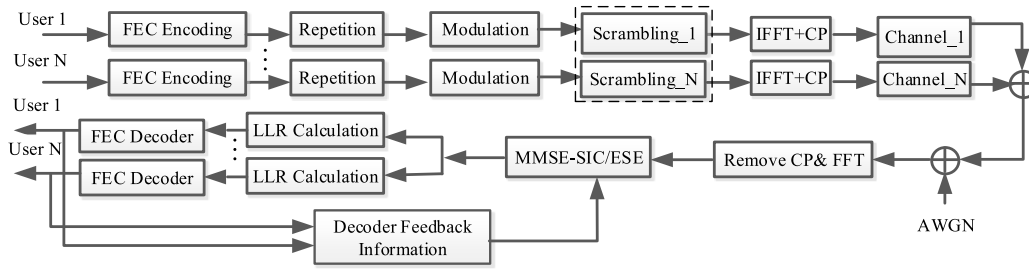 User 1
FEC Encoding
Repetition
Modulation
Scrambling_1
IFFT+CP
Channel_1
User N
FEC Encoding
Repetition
Modulation
Scrambling_N
IFFT+CP
Channel_N
User 1
FEC Decoder
LLR Calculation
User N
FEC Decoder
LLR Calculation
MMSE-SIC/ESE
Remove CP& FFT
AWGN
Decoder Feedback
Information